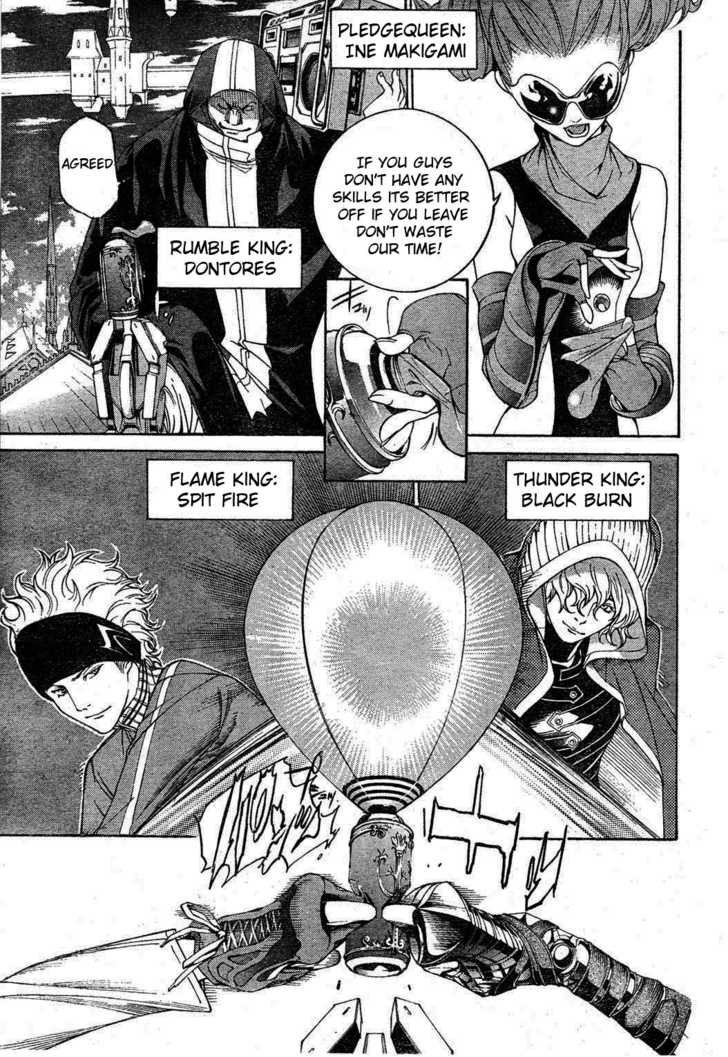 PLEDGEQUEEN:
INE MAKIGAMI
IF YOU GUYS
DON'T HAVE ANY
SKILLS ITS BETTER
OFF IF YOU LEAVE
DON'T WASTE
OUR TIME!
AGREED
RUMBLE KING:
DONTORES
FLAME KING:
SPIT FIRE
THUNDER KING:
BLACK BURN